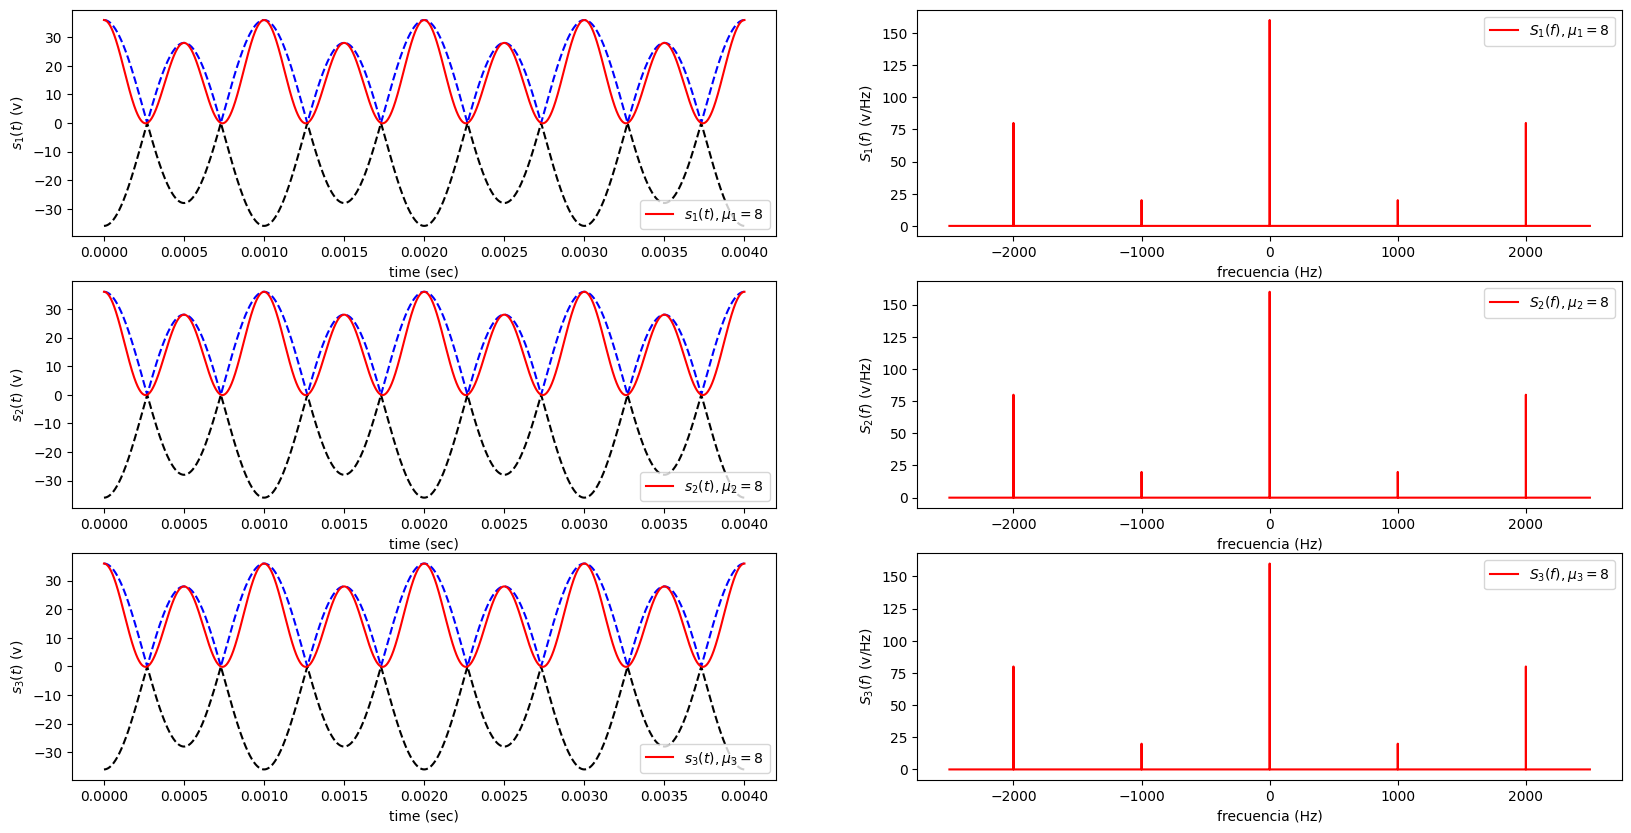 30
20
10
0
−10
−20
−30
s₁(t) (v)
s₁(t), μ₁ = 8
0.0000 0.0005 0.0010 0.0015 0.0020 0.0025 0.0030 0.0035 0.0040
time (sec)
150
125
100
75
50
25
0
S₁(f) (v/Hz)
S₁(f), μ₁ = 8
−2000 −1000 0 1000 2000
frecuencia (Hz)
30
20
10
0
−10
−20
−30
s₂(t) (v)
s₂(t), μ₂ = 8
0.0000 0.0005 0.0010 0.0015 0.0020 0.0025 0.0030 0.0035 0.0040
time (sec)
150
125
100
75
50
25
0
S₂(f) (v/Hz)
S₂(f), μ₂ = 8
−2000 −1000 0 1000 2000
frecuencia (Hz)
30
20
10
0
−10
−20
−30
s₃(t) (v)
s₃(t), μ₃ = 8
0.0000 0.0005 0.0010 0.0015 0.0020 0.0025 0.0030 0.0035 0.0040
time (sec)
150
125
100
75
50
25
0
S₃(f) (v/Hz)
S₃(f), μ₃ = 8
−2000 −1000 0 1000 2000
frecuencia (Hz)